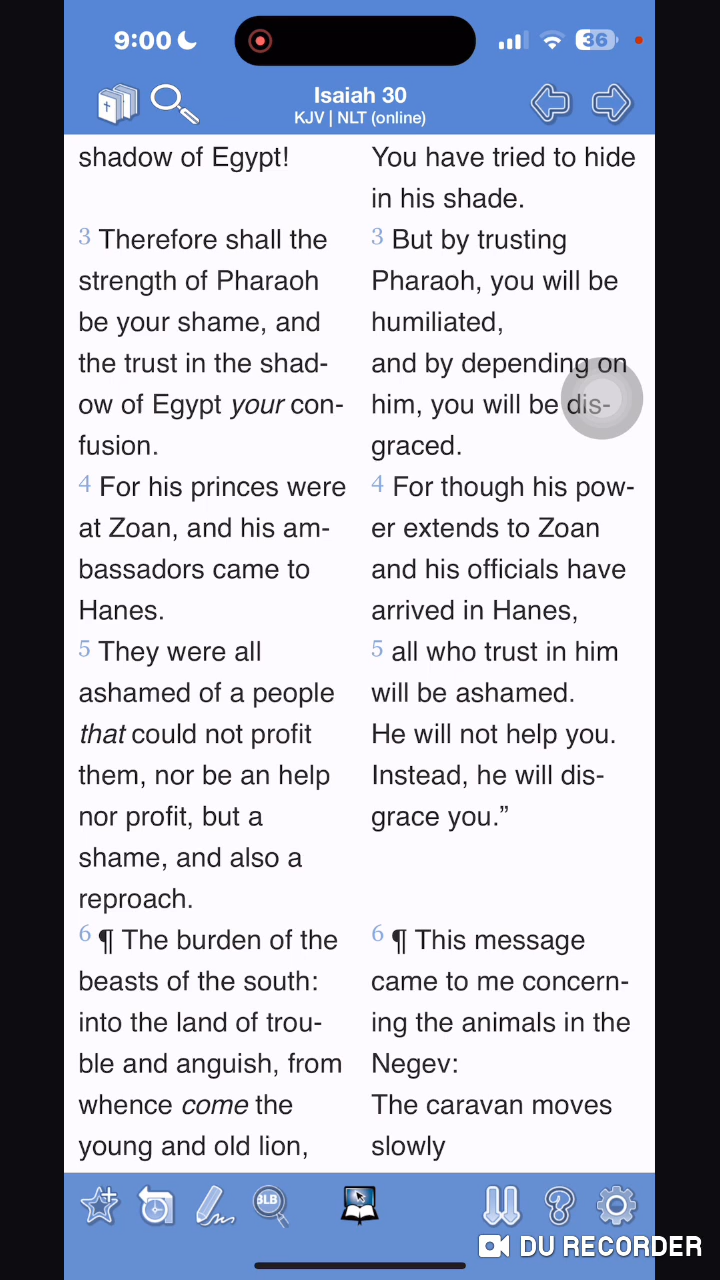 9:00
36
Isaiah 30
KJV | NLT (online)
shadow of Egypt!
3 Therefore shall the
strength of Pharaoh
be your shame, and
the trust in the shad-
ow of Egypt your con-
fusion.
4 For his princes were
at Zoan, and his am-
bassadors came to
Hanes.
5 They were all
ashamed of a people
that could not profit
them, nor be an help
nor profit, but a
shame, and also a
reproach.
6 ¶ The burden of the
beasts of the south:
into the land of trou-
ble and anguish, from
whence come the
young and old lion,
You have tried to hide
in his shade.
3 But by trusting
Pharaoh, you will be
humiliated,
and by depending on
him, you will be dis-
graced.
4 For though his pow-
er extends to Zoan
and his officials have
arrived in Hanes,
5 all who trust in him
will be ashamed.
He will not help you.
Instead, he will dis-
grace you.”
6 ¶ This message
came to me concern-
ing the animals in the
Negev:
The caravan moves
slowly
BLB
DU RECORDER